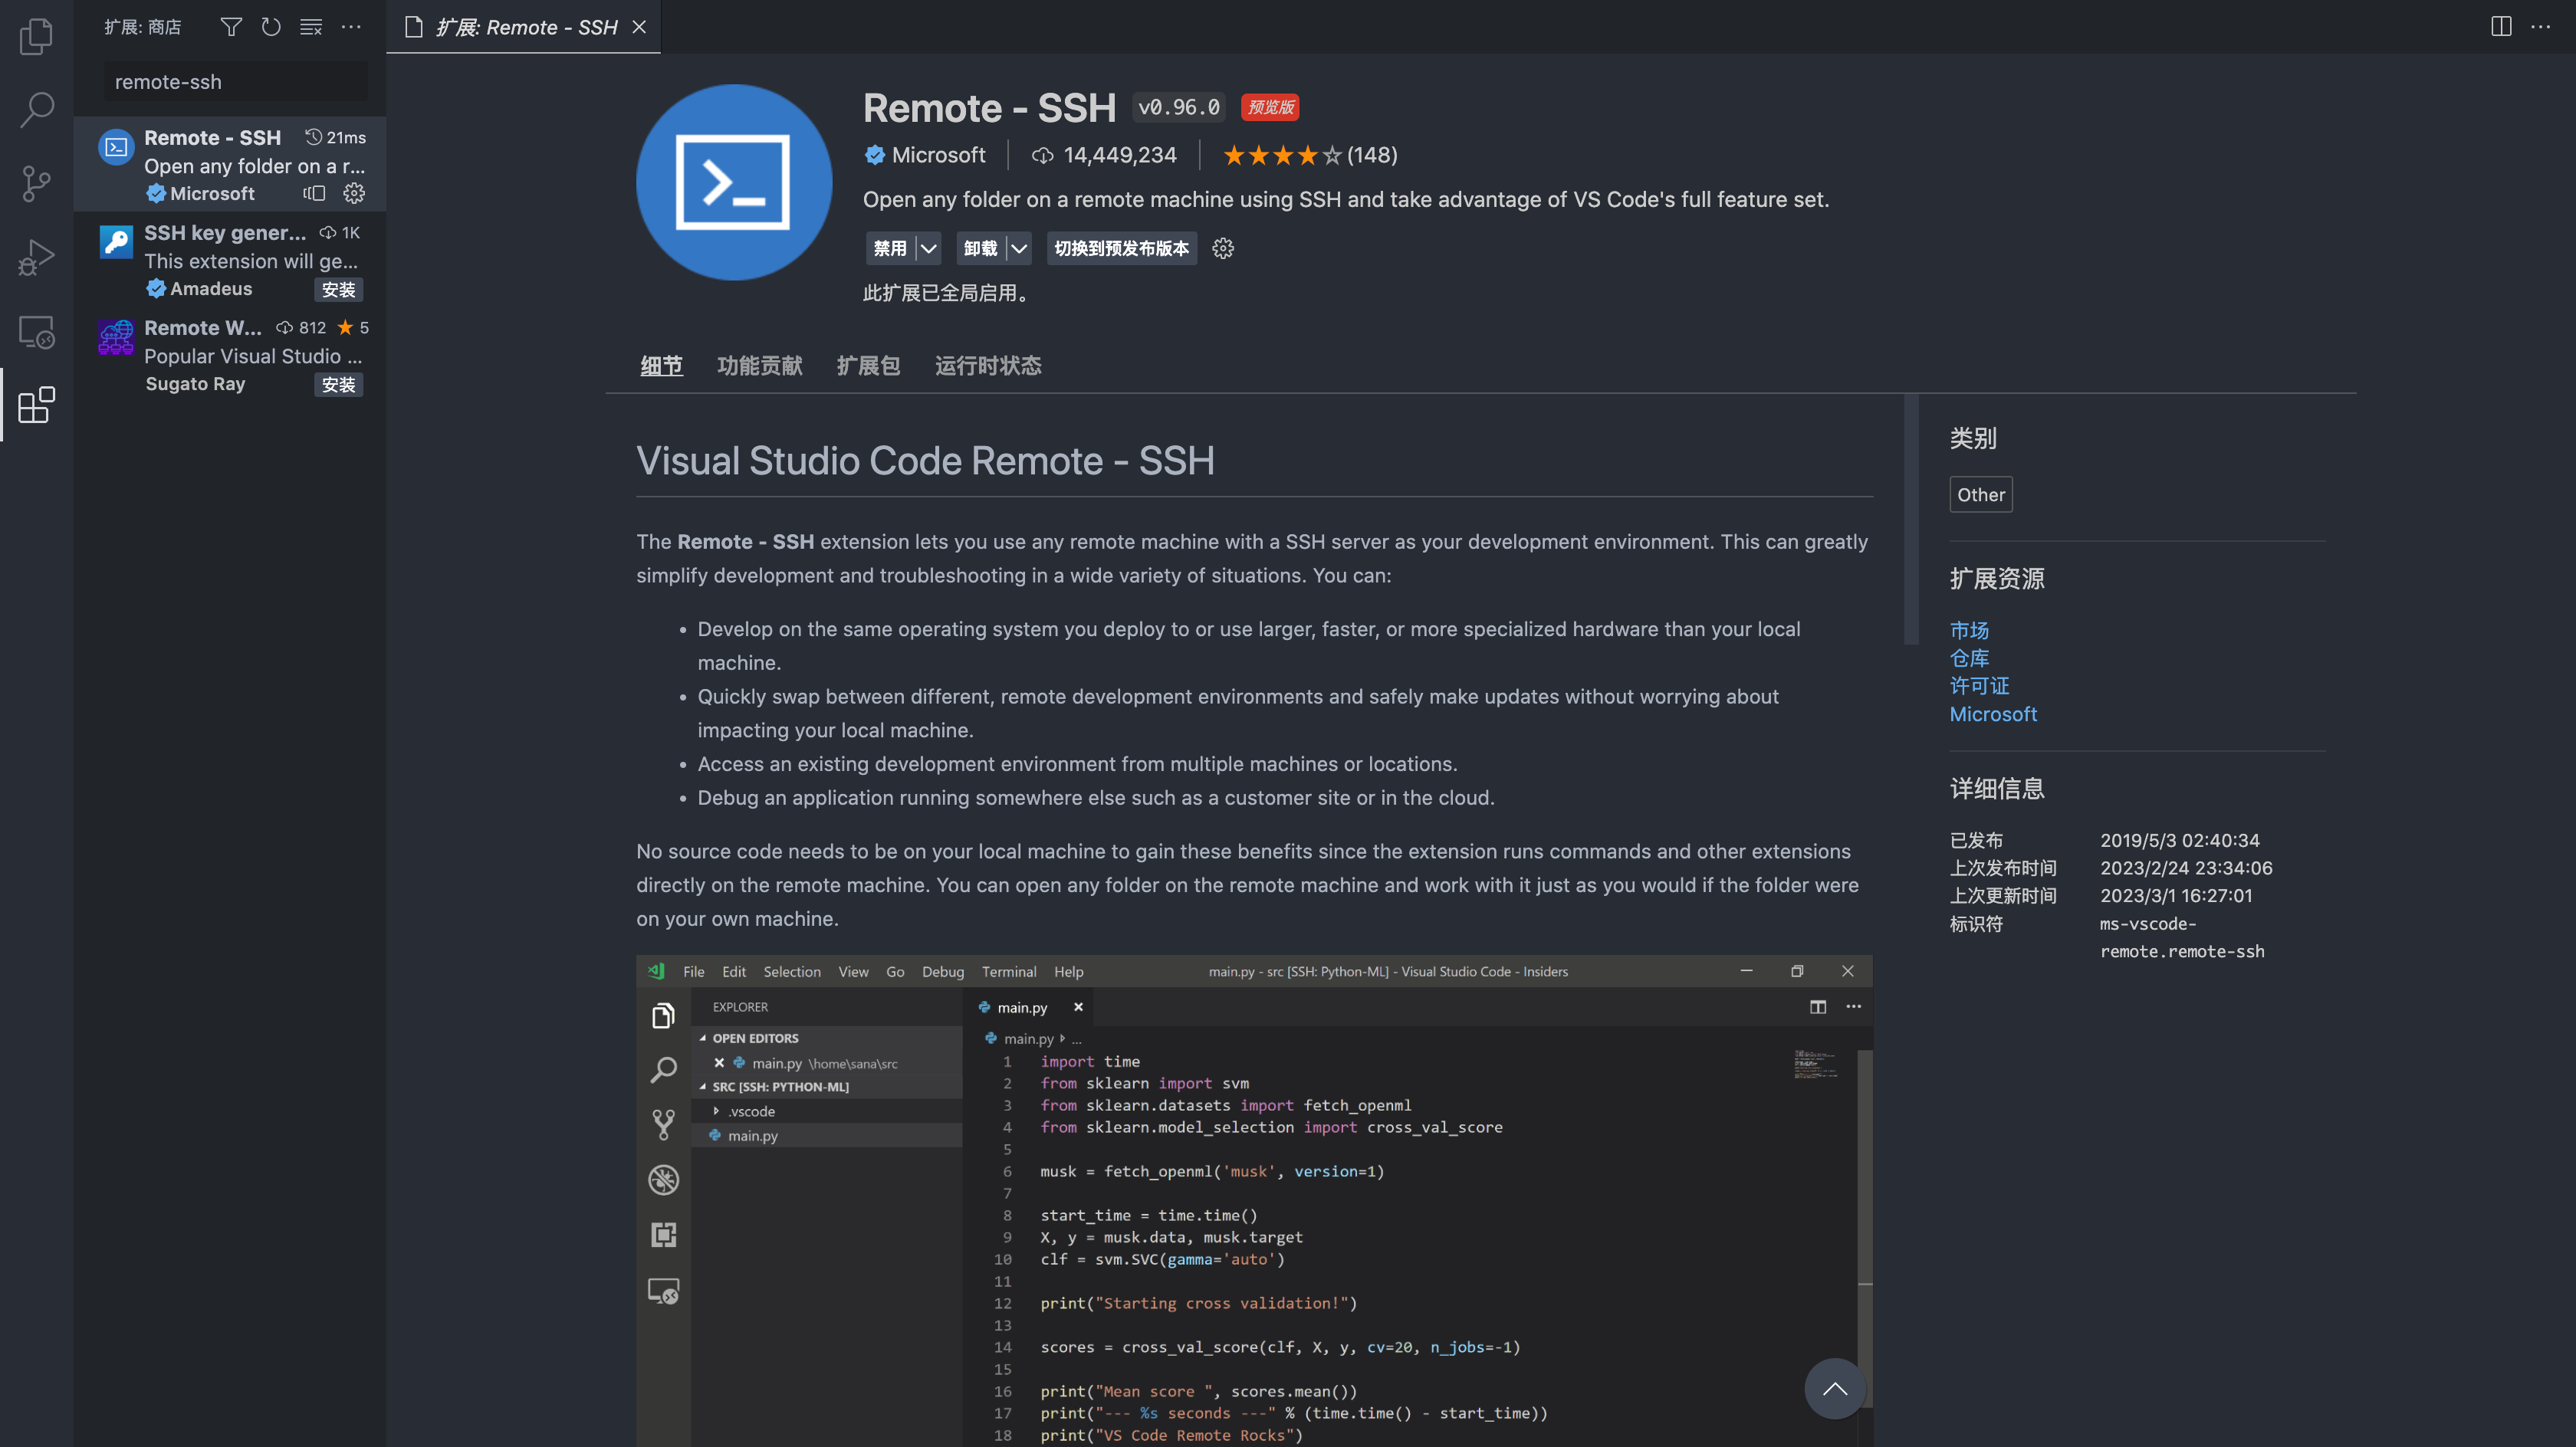 扩展: 商店
remote-ssh
Remote - SSH 21ms
Open any folder on a r...
Microsoft
SSH key gener... 1K
This extension will ge...
Amadeus 安装
Remote W... 812 5
Popular Visual Studio ...
Sugato Ray 安装
扩展: Remote - SSH
Remote - SSH v0.96.0 预览版
Microsoft 14,449,234 (148)
Open any folder on a remote machine using SSH and take advantage of VS Code's full feature set.
禁用 卸载 切换到预发布版本
此扩展已全局启用。
细节 功能贡献 扩展包 运行时状态
Visual Studio Code Remote - SSH
The Remote - SSH extension lets you use any remote machine with a SSH server as your development environment. This can greatly
simplify development and troubleshooting in a wide variety of situations. You can:
• Develop on the same operating system you deploy to or use larger, faster, or more specialized hardware than your local
machine.
• Quickly swap between different, remote development environments and safely make updates without worrying about
impacting your local machine.
• Access an existing development environment from multiple machines or locations.
• Debug an application running somewhere else such as a customer site or in the cloud.
No source code needs to be on your local machine to gain these benefits since the extension runs commands and other extensions
directly on the remote machine. You can open any folder on the remote machine and work with it just as you would if the folder were
on your own machine.
File Edit Selection View Go Debug Terminal Help main.py - src [SSH: Python-ML] - Visual Studio Code - Insiders
EXPLORER
OPEN EDITORS
main.py \home\sana\src
SRC [SSH: PYTHON-ML]
.vscode
main.py
main.py
main.py ...
1 import time
2 from sklearn import svm
3 from sklearn.datasets import fetch_openml
4 from sklearn.model_selection import cross_val_score
5
6 musk = fetch_openml('musk', version=1)
7
8 start_time = time.time()
9 X, y = musk.data, musk.target
10 clf = svm.SVC(gamma='auto')
11
12 print("Starting cross validation!")
13
14 scores = cross_val_score(clf, X, y, cv=20, n_jobs=-1)
15
16 print("Mean score ", scores.mean())
17 print("--- %s seconds ---" % (time.time() - start_time))
18 print("VS Code Remote Rocks")
类别
Other
扩展资源
市场
仓库
许可证
Microsoft
详细信息
已发布 2019/5/3 02:40:34
上次发布时间 2023/2/24 23:34:06
上次更新时间 2023/3/1 16:27:01
标识符 ms-vscode-
remote.remote-ssh